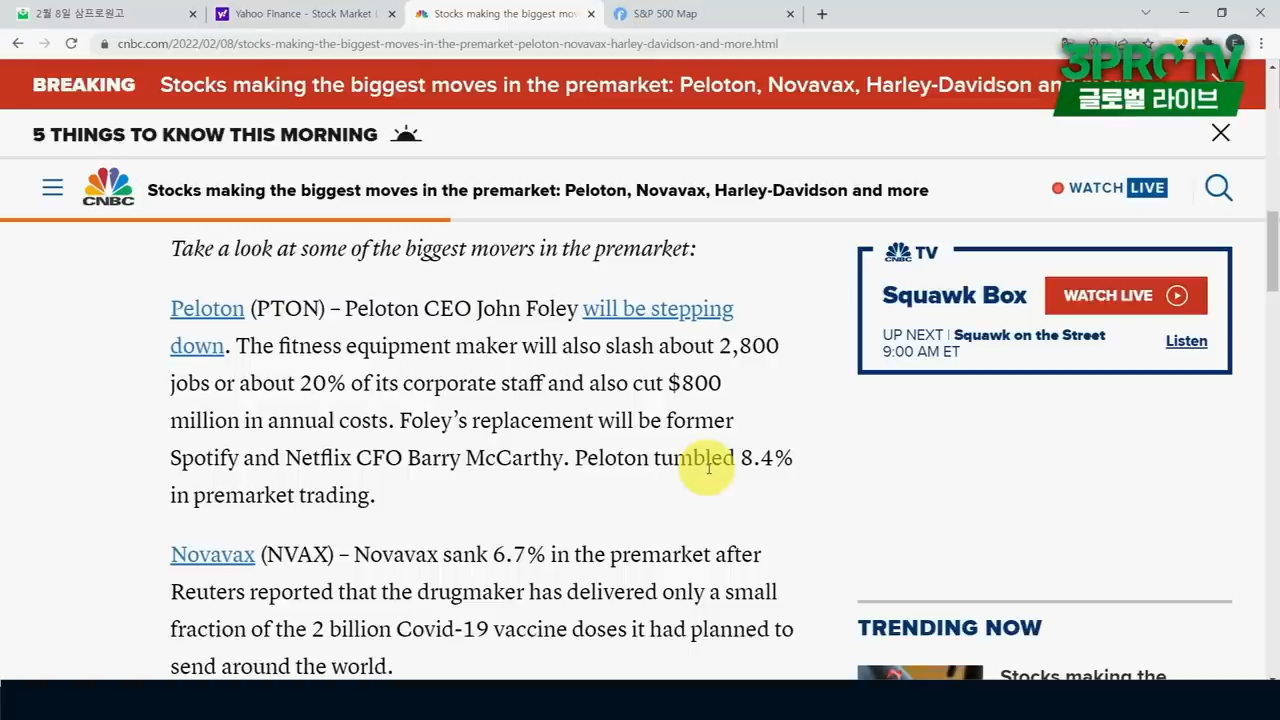 2월 8일 삼프로원고
Yahoo Finance - Stock Market L
Stocks making the biggest mov
S&P 500 Map
cnbc.com/2022/02/08/stocks-making-the-biggest-moves-in-the-premarket-peloton-novavax-harley-davidson-and-more.html
3PRO TV
글로벌 라이브
BREAKING Stocks making the biggest moves in the premarket: Peloton, Novavax, Harley-Davidson an
5 THINGS TO KNOW THIS MORNING
CNBC
Stocks making the biggest moves in the premarket: Peloton, Novavax, Harley-Davidson and more
WATCH LIVE
Take a look at some of the biggest movers in the premarket:
Peloton (PTON) – Peloton CEO John Foley will be stepping
down. The fitness equipment maker will also slash about 2,800
jobs or about 20% of its corporate staff and also cut $800
million in annual costs. Foley's replacement will be former
Spotify and Netflix CFO Barry McCarthy. Peloton tumbled 8.4%
in premarket trading.
Novavax (NVAX) – Novavax sank 6.7% in the premarket after
Reuters reported that the drugmaker has delivered only a small
fraction of the 2 billion Covid-19 vaccine doses it had planned to
send around the world.
CNBC TV
Squawk Box
WATCH LIVE
UP NEXT | Squawk on the Street
9:00 AM ET
Listen
TRENDING NOW
Stocks making the